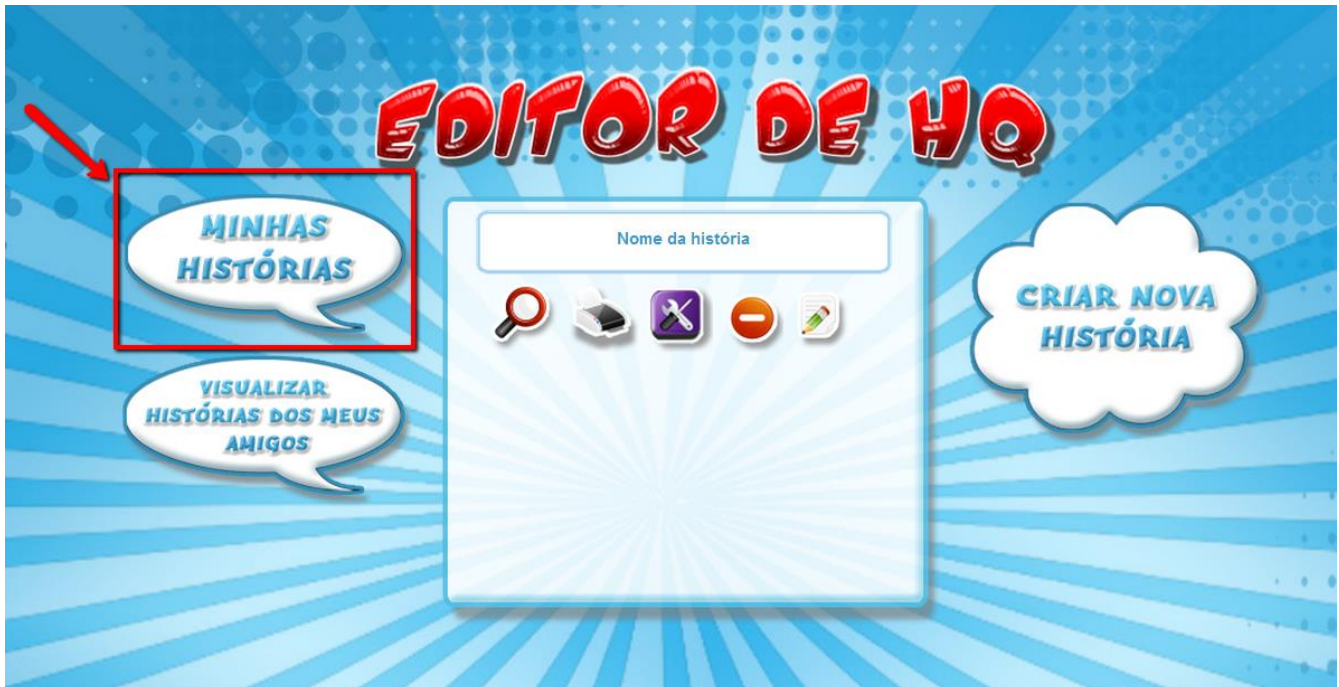 EDITOR DE HQ
MINHAS
HISTÓRIAS
Nome da história
CRIAR NOVA
HISTÓRIA
VISUALIZAR
HISTÓRIAS DOS MEUS
AMIGOS